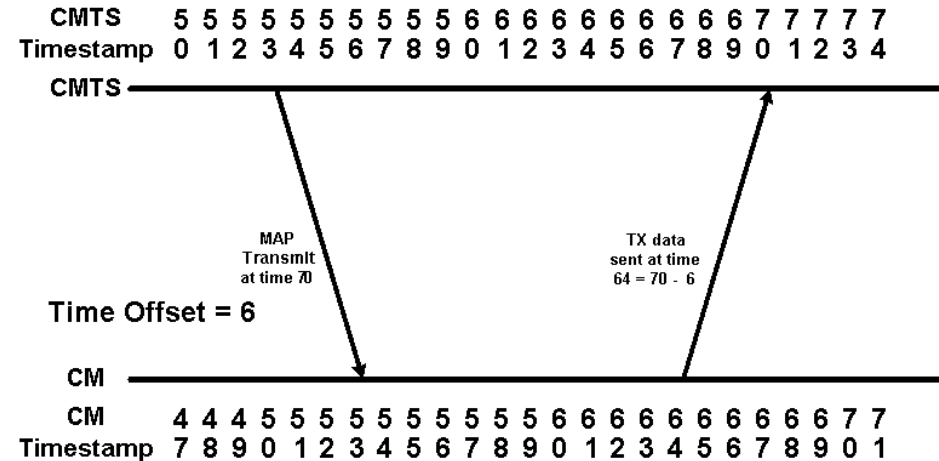 CMTS 5 5 5 5 5 5 5 5 5 5 6 6 6 6 6 6 6 6 6 6 7 7 7 7 7
Timestamp 0 1 2 3 4 5 6 7 8 9 0 1 2 3 4 5 6 7 8 9 0 1 2 3 4
CMTS
MAP
Transmit
at time 70
TX data
sent at time
64 = 70 - 6
Time Offset = 6
CM
CM 4 4 4 5 5 5 5 5 5 5 5 5 5 6 6 6 6 6 6 6 6 6 6 7 7
Timestamp 7 8 9 0 1 2 3 4 5 6 7 8 9 0 1 2 3 4 5 6 7 8 9 0 1